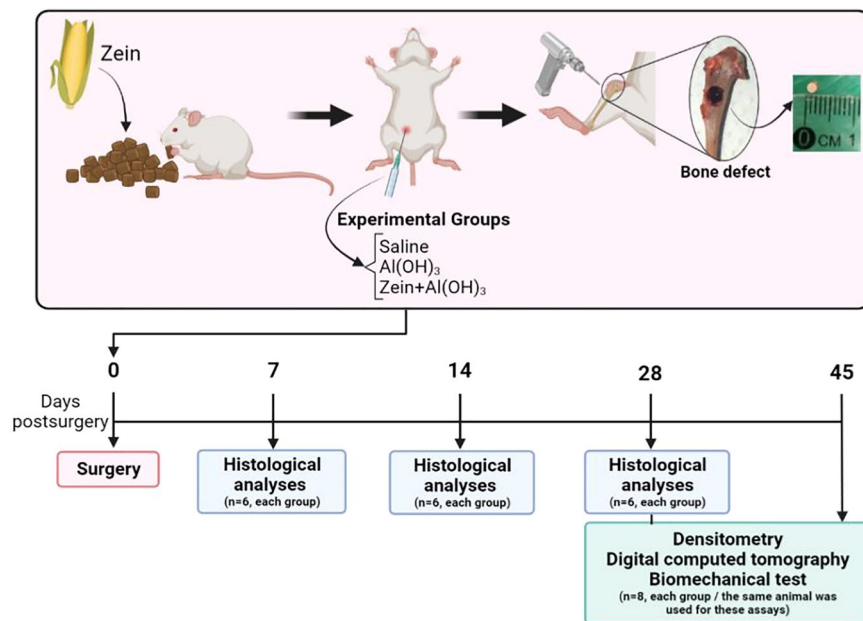 Zein
Experimental Groups
Saline
Al(OH)₃
Zein+Al(OH)₃
Bone defect
0 CM 1
0
7
14
28
45
Days
postsurgery
Surgery
Histological
analyses
(n=6, each group)
Histological
analyses
(n=6, each group)
Histological
analyses
(n=6, each group)
Densitometry
Digital computed tomography
Biomechanical test
(n=8, each group / the same animal was
used for these assays)